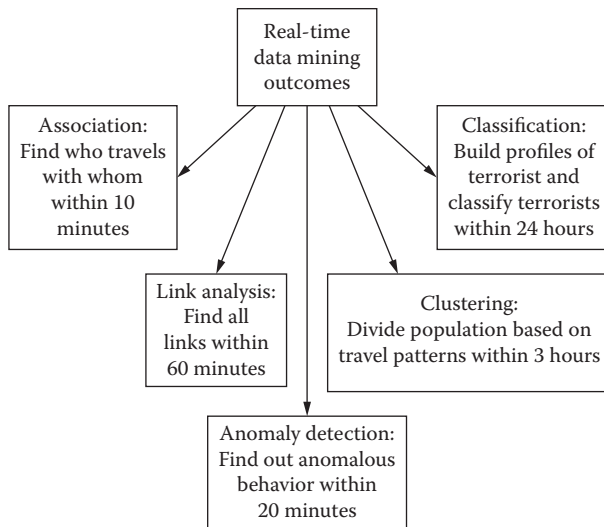 Real-time
data mining
outcomes
Association:
Find who travels
with whom
within 10
minutes
Classification:
Build profiles of
terrorist and
classify terrorists
within 24 hours
Link analysis:
Find all
links within
60 minutes
Clustering:
Divide population based on
travel patterns within 3 hours
Anomaly detection:
Find out anomalous
behavior within
20 minutes